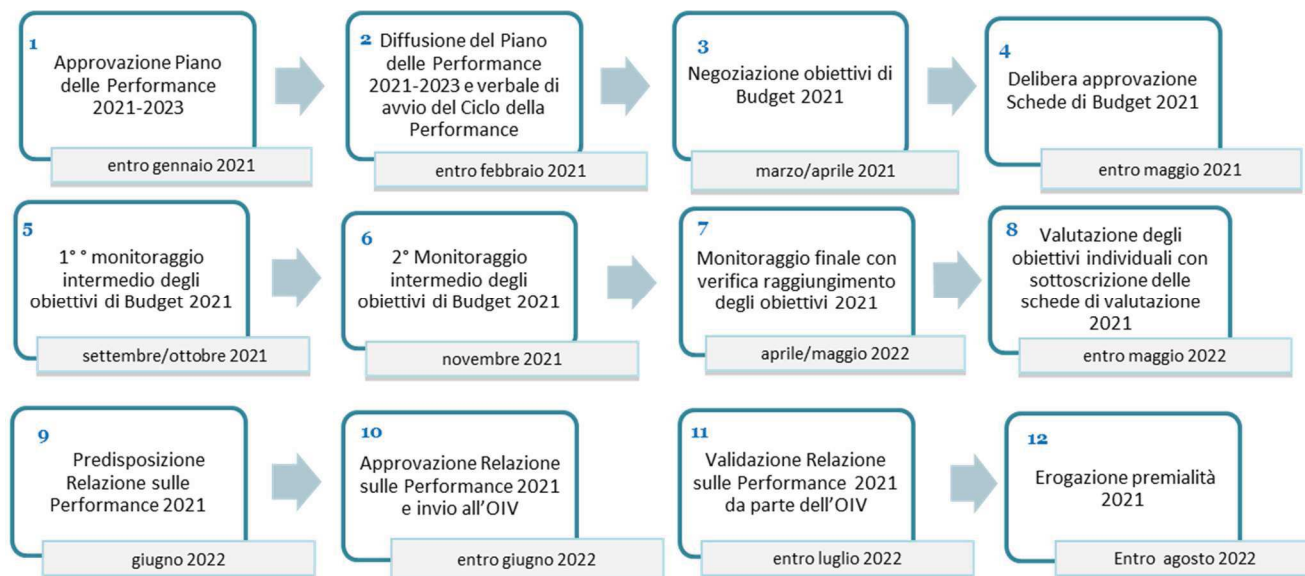 1
Approvazione Piano
delle Performance
2021-2023
entro gennaio 2021
2 Diffusione del Piano
delle Performance
2021-2023 e verbale di
avvio del Ciclo della
Performance
entro febbraio 2021
3
Negoziazione obiettivi di
Budget 2021
marzo/aprile 2021
4
Delibera approvazione
Schede di Budget 2021
entro maggio 2021
5
1° ° monitoraggio
intermedio degli
obiettivi di Budget 2021
settembre/ottobre 2021
6
2° Monitoraggio
intermedio degli
obiettivi di Budget 2021
novembre 2021
7
Monitoraggio finale con
verifica raggiungimento
degli obiettivi 2021
aprile/maggio 2022
8 Valutazione degli
obiettivi individuali con
sottoscrizione delle
schede di valutazione
2021
entro maggio 2022
9
Predisposizione
Relazione sulle
Performance 2021
giugno 2022
10
Approvazione Relazione
sulle Performance 2021
e invio all'OIV
entro giugno 2022
11
Validazione Relazione
sulle Performance 2021
da parte dell'OIV
entro luglio 2022
12
Erogazione premialità
2021
Entro agosto 2022